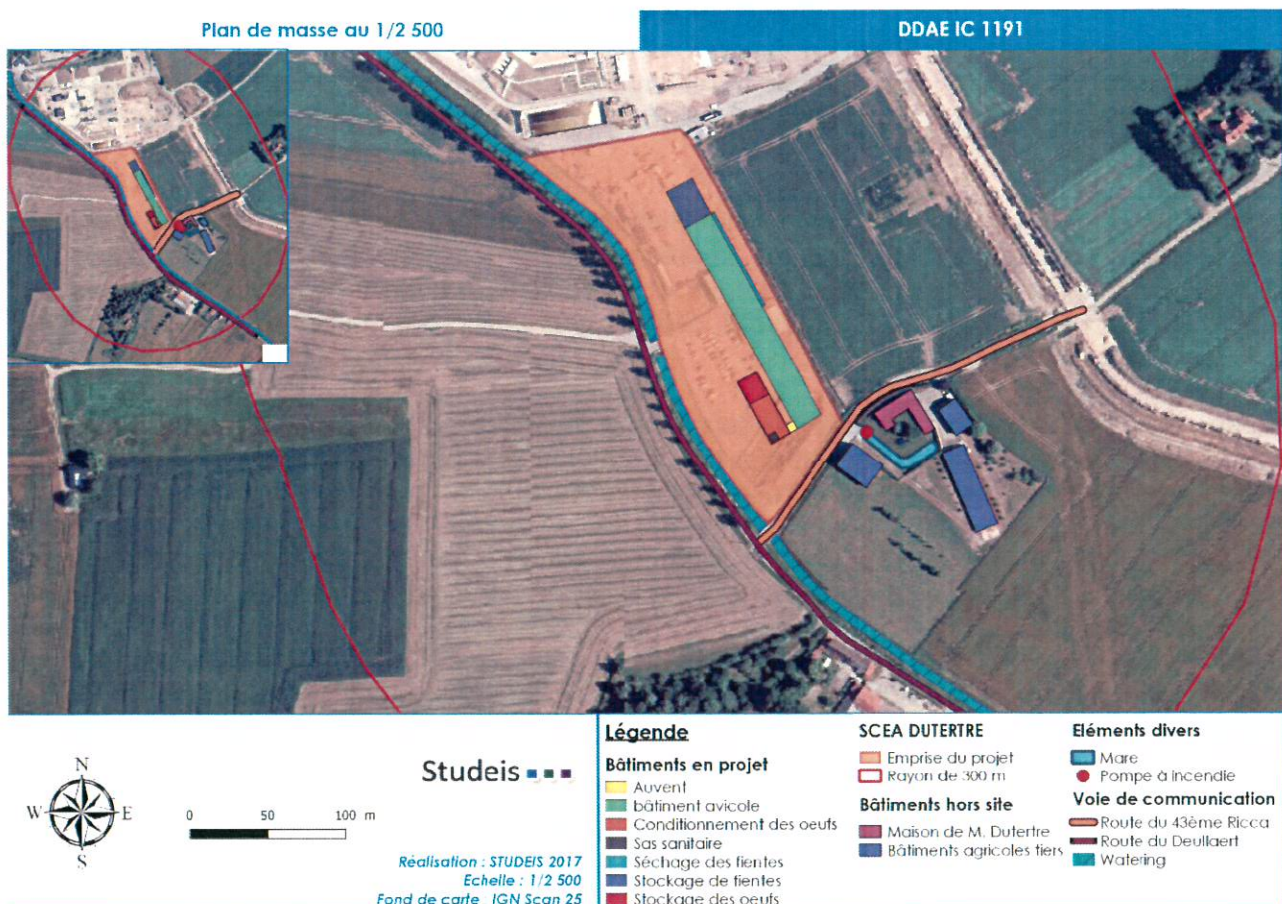 Plan de masse au 1/2 500
DDAE IC 1191
N
W
E
S
Studeis
0 50 100 m
Réalisation : STUDEIS 2017
Echelle : 1/2 500
Fond de carte IGN Scan 25
Légende
Bâtiments en projet
Auvent
bâtiment avicole
Conditionnement des oeufs
Sas sanitaire
Séchage des fientes
Stockage de fientes
Stockage des oeufs
SCEA DUTERTRE
Emprise du projet
Rayon de 300 m
Bâtiments hors site
Maison de M. Dutertre
Bâtiments agricoles tiers
Eléments divers
Mare
Pompe à incendie
Voie de communication
Route du 43ème Ricca
Route du Deullaert
Watering